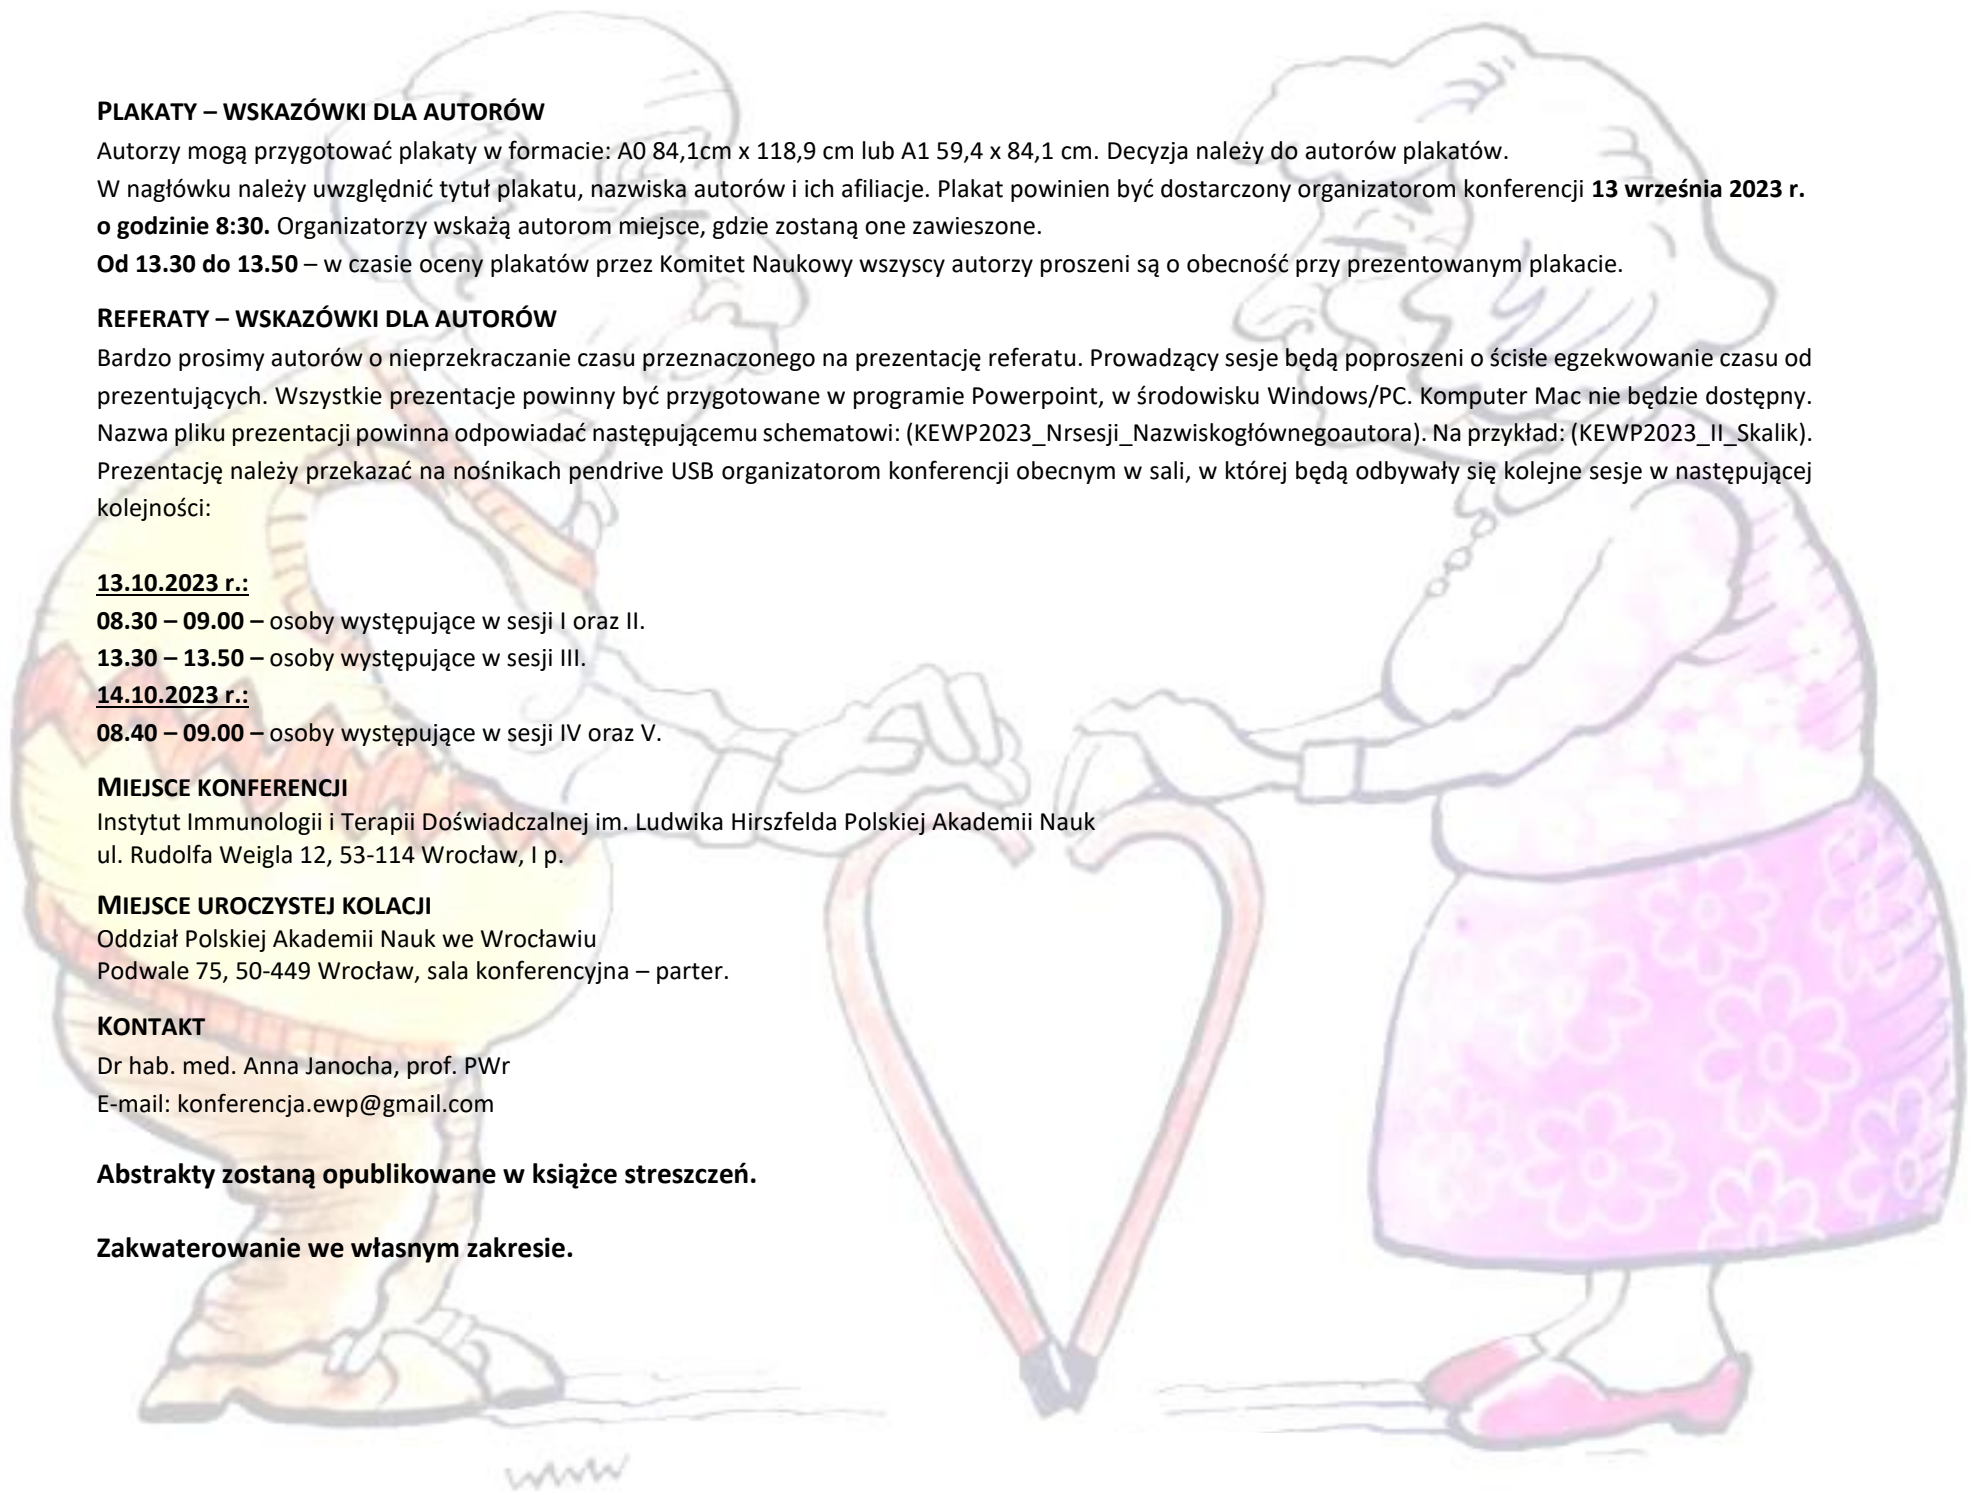 PLAKATY – WSKAZÓWKI DLA AUTORÓW
Autorzy mogą przygotować plakaty w formacie: A0 84,1cm x 118,9 cm lub A1 59,4 x 84,1 cm. Decyzja należy do autorów plakatów.
W nagłówku należy uwzględnić tytuł plakatu, nazwiska autorów i ich afiliacje. Plakat powinien być dostarczony organizatorom konferencji 13 września 2023 r.
o godzinie 8:30. Organizatorzy wskażą autorom miejsce, gdzie zostaną one zawieszone.
Od 13.30 do 13.50 – w czasie oceny plakatów przez Komitet Naukowy wszyscy autorzy proszeni są o obecność przy prezentowanym plakacie.
REFERATY – WSKAZÓWKI DLA AUTORÓW
Bardzo prosimy autorów o nieprzekraczanie czasu przeznaczonego na prezentację referatu. Prowadzący sesje będą poproszeni o ścisłe egzekwowanie czasu od
prezentujących. Wszystkie prezentacje powinny być przygotowane w programie Powerpoint, w środowisku Windows/PC. Komputer Mac nie będzie dostępny.
Nazwa pliku prezentacji powinna odpowiadać następującemu schematowi: (KEWP2023_Nrsesji_Nazwiskogłównegoautora). Na przykład: (KEWP2023_II_Skalik).
Prezentację należy przekazać na nośnikach pendrive USB organizatorom konferencji obecnym w sali, w której będą odbywały się kolejne sesje w następującej
kolejności:
13.10.2023 r.:
08.30 – 09.00 – osoby występujące w sesji I oraz II.
13.30 – 13.50 – osoby występujące w sesji III.
14.10.2023 r.:
08.40 – 09.00 – osoby występujące w sesji IV oraz V.
MIEJSCE KONFERENCJI
Instytut Immunologii i Terapii Doświadczalnej im. Ludwika Hirszfelda Polskiej Akademii Nauk
ul. Rudolfa Weigla 12, 53-114 Wrocław, I p.
MIEJSCE UROCZYSTEJ KOLACJI
Oddział Polskiej Akademii Nauk we Wrocławiu
Podwale 75, 50-449 Wrocław, sala konferencyjna – parter.
KONTAKT
Dr hab. med. Anna Janocha, prof. PWr
E-mail: konferencja.ewp@gmail.com
Abstrakty zostaną opublikowane w książce streszczeń.
Zakwaterowanie we własnym zakresie.